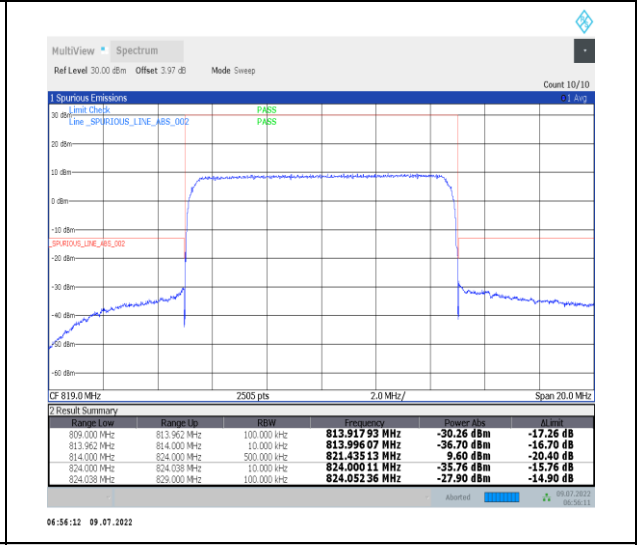 MultiView Spectrum
Ref Level 30.00 dBm Offset 3.97 dB Mode Sweep
Count 10/10
1 Spurious Emissions 1 Avg
Limit Check PASS
30 dBm
Line _SPURIOUS_LINE_ABS_002 PASS
20 dBm
10 dBm
0 dBm
-10 dBm
_SPURIOUS_LINE_ABS_002
-20 dBm
-30 dBm
-40 dBm
-50 dBm
-60 dBm
CF 819.0 MHz 2505 pts 2.0 MHz/ Span 20.0 MHz
2 Result Summary
Range Low Range Up RBW Frequency Power Abs ΔLimit
809.000 MHz 813.962 MHz 100.000 kHz 813.917 93 MHz -30.26 dBm -17.26 dB
813.962 MHz 814.000 MHz 10.000 kHz 813.996 07 MHz -36.70 dBm -16.70 dB
814.000 MHz 824.000 MHz 500.000 kHz 821.435 13 MHz 9.60 dBm -20.40 dB
824.000 MHz 824.038 MHz 10.000 kHz 824.000 11 MHz -35.76 dBm -15.76 dB
824.038 MHz 829.000 MHz 100.000 kHz 824.052 36 MHz -27.90 dBm -14.90 dB
Aborted 09.07.2022
06:56:11
06:56:12 09.07.2022